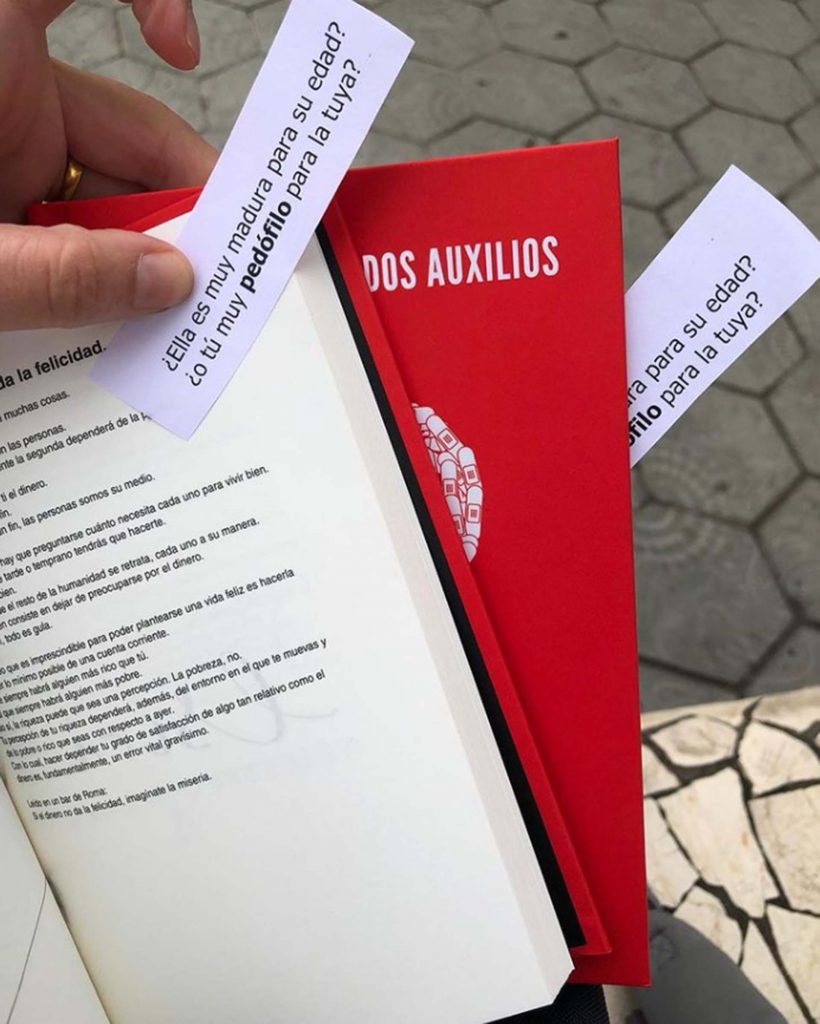 ¿Ella es muy madura para su edad?
¿o tú muy pedófilo para la tuya?
DOS AUXILIOS
ra para su edad?
ófilo para la tuya?
da la felicidad.
muchas cosas.
n las personas.
nte la segunda dependerá de la
ti el dinero.
fin.
n fin, las personas somos su medio.
hay que preguntarse cuánto necesita cada uno para vivir bien.
e tarde o temprano tendrás que hacerte.
bien.
ue el resto de la humanidad se retrata, cada uno a su manera.
en consiste en dejar de preocuparse por el dinero.
, todo es gula.
o que es imprescindible para poder plantearse una vida feliz es hacerla
r lo mínimo posible de una cuenta corriente.
e siempre habrá alguien más rico que tú.
que siempre habrá alguien más pobre.
sí, la riqueza puede que sea una percepción. La pobreza, no.
Tu percepción de tu riqueza dependerá, además, del entorno en el que te muevas y
de lo pobre o rico que seas con respecto a ayer.
Con lo cual, hacer depender tu grado de satisfacción de algo tan relativo como el
dinero es, fundamentalmente, un error vital gravísimo.
Leído en un bar de Roma:
Si el dinero no da la felicidad, imagínate la miseria.